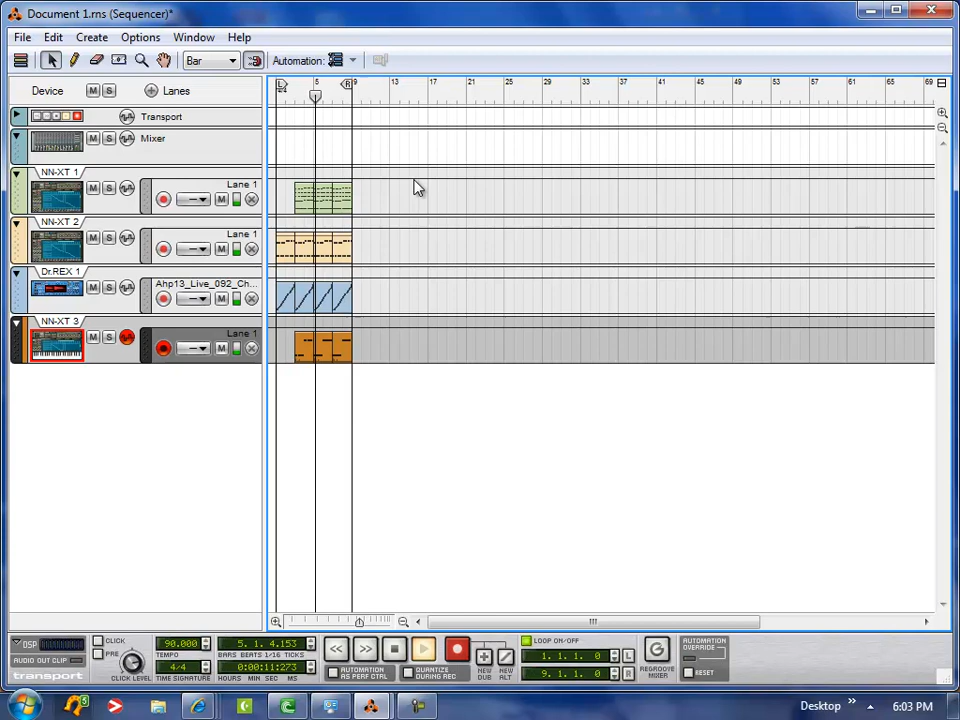 Document 1.rns (Sequencer)*
File Edit Create Options Window Help
Bar Automation:
Device M S Lanes
5 9 13 17 21 25 29 33 37 41 45 49 53 57 61 65 69
L R
Transport
M S Mixer
NN-XT 1
M S Lane 1
M
NN-XT 2
M S Lane 1
M
Dr.REX 1
M S Ahp13_Live_092_Ch...
M
NN-XT 3
M S Lane 1
M
DSP
AUDIO OUT CLIP
transport
CLICK
PRE
CLICK LEVEL
90.000
TEMPO
4/4
TIME SIGNATURE
5. 1. 4.153
BARS BEATS 1/16 TICKS
0:00:11:273
HOURS MIN SEC MS
AUTOMATION AS PERF CTRL
QUANTIZE DURING REC
NEW DUB
NEW ALT
LOOP ON/OFF
1. 1. 1. 0 L
9. 1. 1. 0 R
REGROOVE MIXER
AUTOMATION OVERRIDE
RESET
Desktop » 6:03 PM